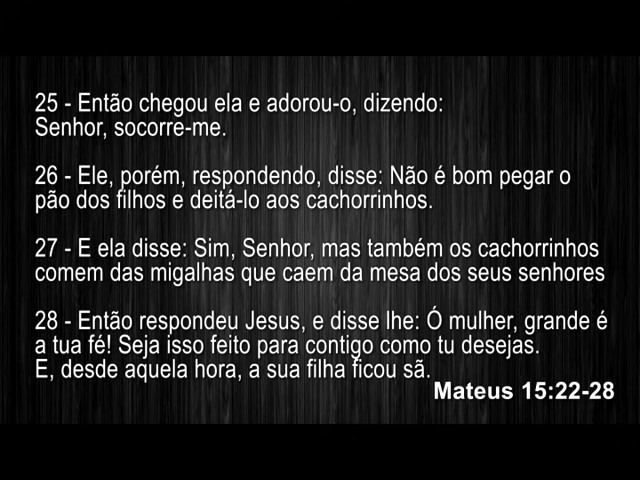 25 - Então chegou ela e adorou-o, dizendo:
Senhor, socorre-me.
26 - Ele, porém, respondendo, disse: Não é bom pegar o
pão dos filhos e deitá-lo aos cachorrinhos.
27 - E ela disse: Sim, Senhor, mas também os cachorrinhos
comem das migalhas que caem da mesa dos seus senhores
28 - Então respondeu Jesus, e disse lhe: Ó mulher, grande é
a tua fé! Seja isso feito para contigo como tu desejas.
E, desde aquela hora, a sua filha ficou sã.
Mateus 15:22-28